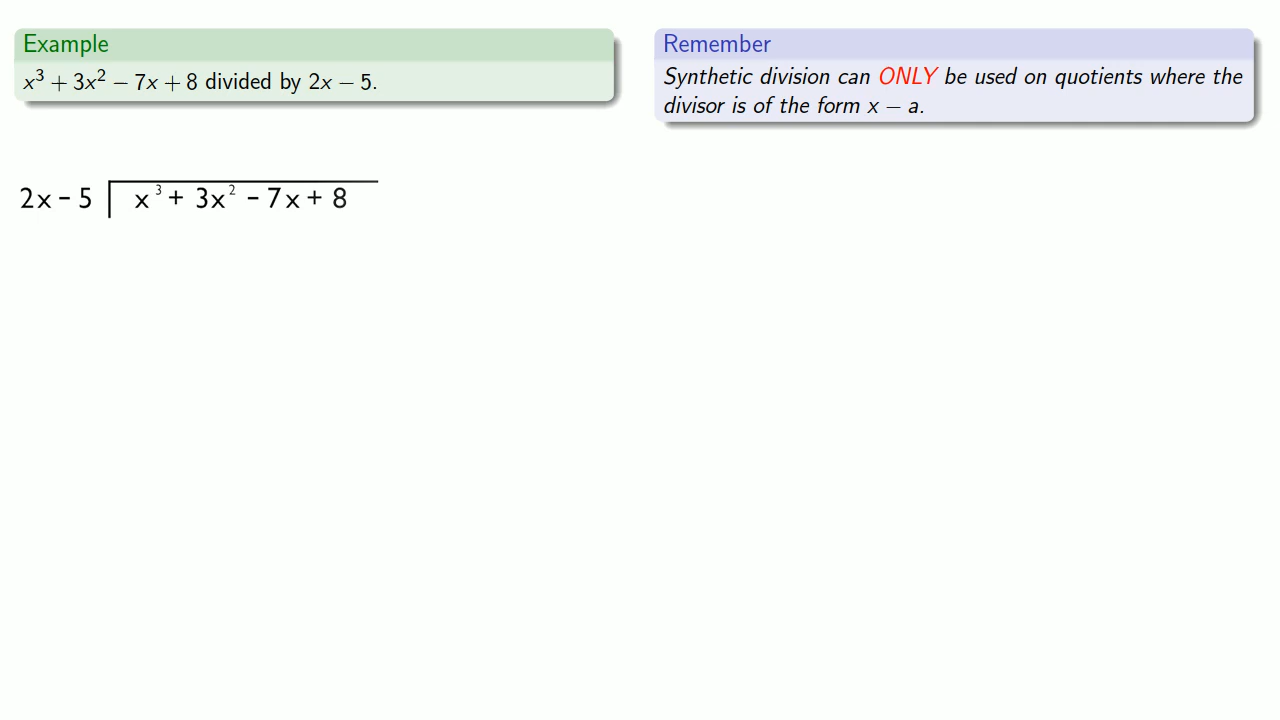 Example
x³ + 3x² − 7x + 8 divided by 2x − 5.
Remember
Synthetic division can ONLY be used on quotients where the
divisor is of the form x − a.
2x - 5 x³ + 3x² - 7x + 8